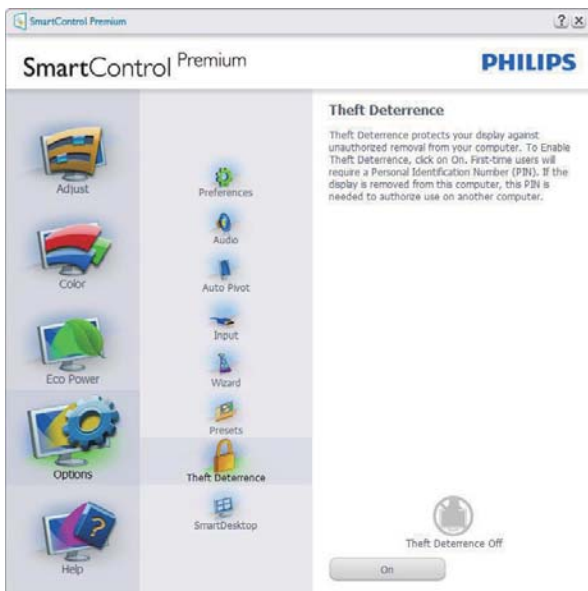 SmartControl Premium
? X
SmartControl Premium
PHILIPS
Adjust
Color
Eco Power
Options
Help
Preferences
Audio
Auto Pivot
Input
Wizard
Presets
Theft Deterrence
SmartDesktop
Theft Deterrence
Theft Deterrence protects your display against
unauthorized removal from your computer. To Enable
Theft Deterrence, click on On. First-time users will
require a Personal Identification Number (PIN). If the
display is removed from this computer, this PIN is
needed to authorize use on another computer.
Theft Deterrence Off
On